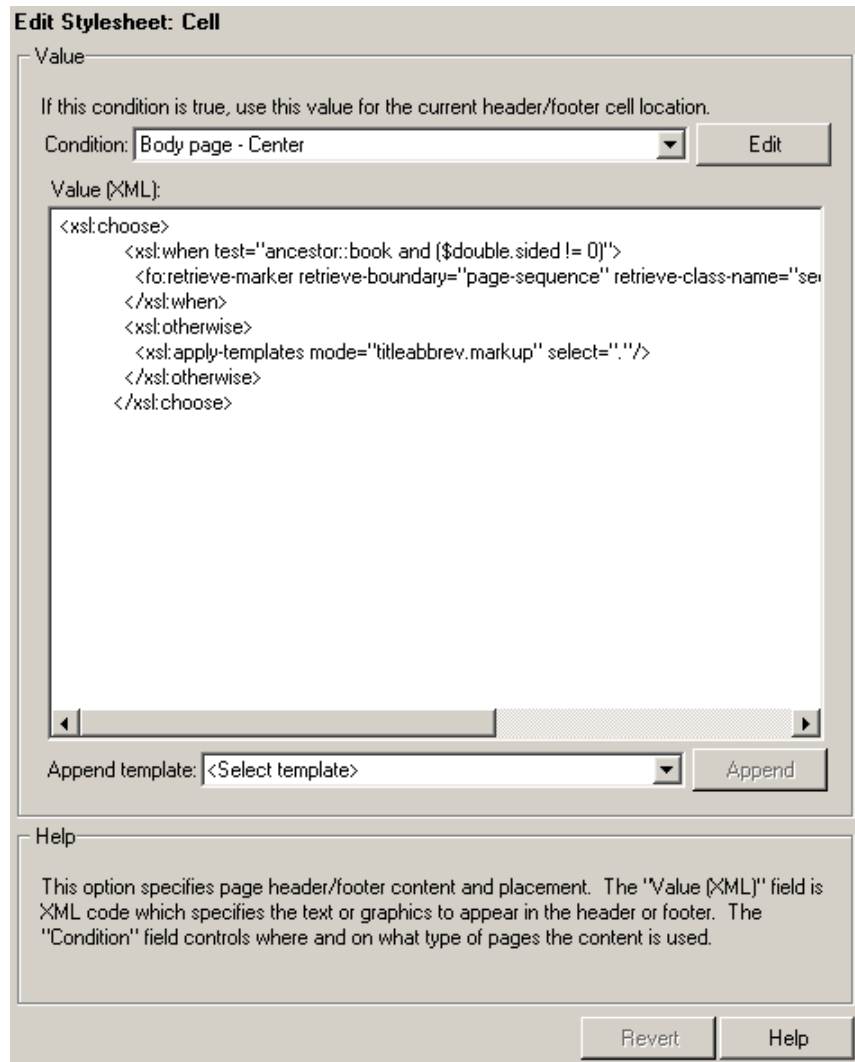 Edit Stylesheet: Cell
Value
If this condition is true, use this value for the current header/footer cell location.
Condition: Body page - Center Edit
Value (XML):
<xsl:choose>
<xsl:when test="ancestor::book and ($double.sided != 0)">
<fo:retrieve-marker retrieve-boundary="page-sequence" retrieve-class-name="sec
</xsl:when>
<xsl:otherwise>
<xsl:apply-templates mode="titleabbrev.markup" select="."/>
</xsl:otherwise>
</xsl:choose>
Append template: <Select template> Append
Help
This option specifies page header/footer content and placement. The "Value (XML)" field is
XML code which specifies the text or graphics to appear in the header or footer. The
"Condition" field controls where and on what type of pages the content is used.
Revert Help